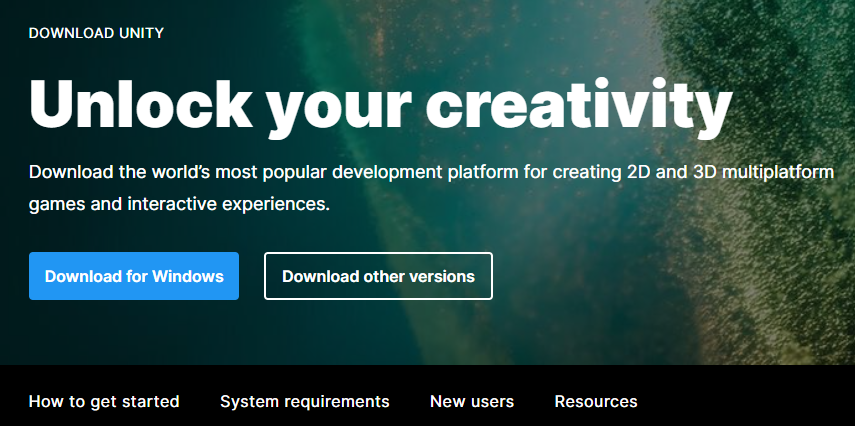 DOWNLOAD UNITY
Unlock your creativity
Download the world’s most popular development platform for creating 2D and 3D multiplatform
games and interactive experiences.
Download for Windows
Download other versions
How to get started
System requirements
New users
Resources